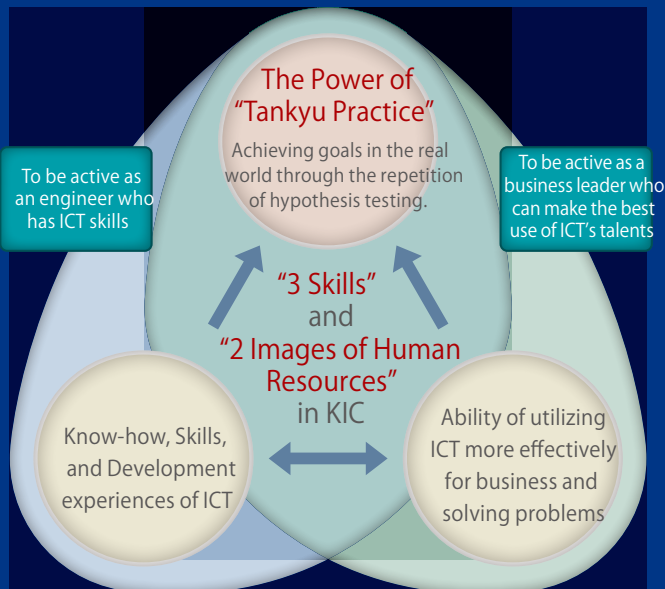 The Power of
“Tankyu Practice”
Achieving goals in the real
world through the repetition
of hypothesis testing.
To be active as
an engineer who
has ICT skills
To be active as a
business leader who
can make the best
use of ICT’s talents
“3 Skills”
and
“2 Images of Human
Resources”
in KIC
Know-how, Skills,
and Development
experiences of ICT
Ability of utilizing
ICT more effectively
for business and
solving problems